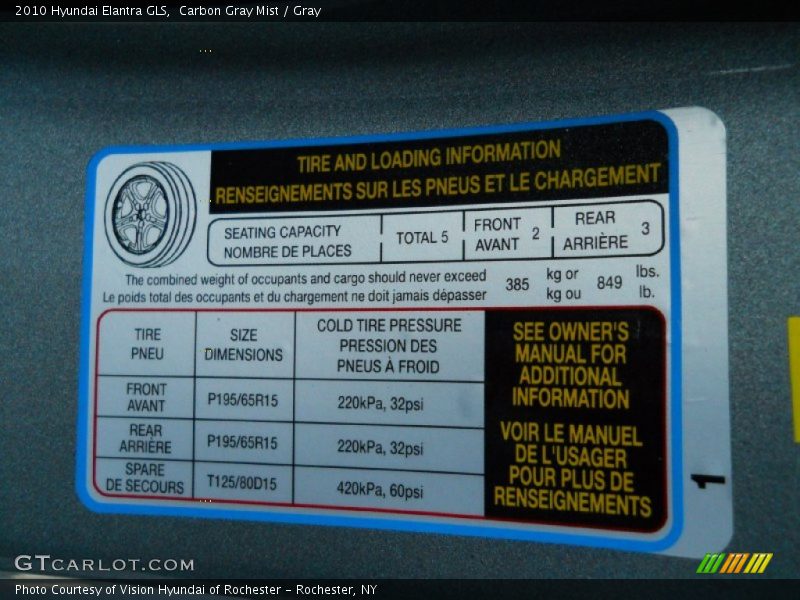 2010 Hyundai Elantra GLS,  Carbon Gray Mist / Gray
TIRE AND LOADING INFORMATION
RENSEIGNEMENTS SUR LES PNEUS ET LE CHARGEMENT
SEATING CAPACITY
NOMBRE DE PLACES
TOTAL 5
FRONT
AVANT
2
REAR
ARRIÈRE
3
The combined weight of occupants and cargo should never exceed
Le poids total des occupants et du chargement ne doit jamais dépasser
385
kg or
kg ou
849
lbs.
lb.
TIRE
PNEU
SIZE
DIMENSIONS
COLD TIRE PRESSURE
PRESSION DES
PNEUS À FROID
FRONT
AVANT
P195/65R15
220kPa, 32psi
REAR
ARRIÈRE
P195/65R15
220kPa, 32psi
SPARE
DE SECOURS
T125/80D15
420kPa, 60psi
SEE OWNER'S
MANUAL FOR
ADDITIONAL
INFORMATION
VOIR LE MANUEL
DE L'USAGER
POUR PLUS DE
RENSEIGNEMENTS
1
GTCARLOT.COM
Photo Courtesy of Vision Hyundai of Rochester - Rochester, NY